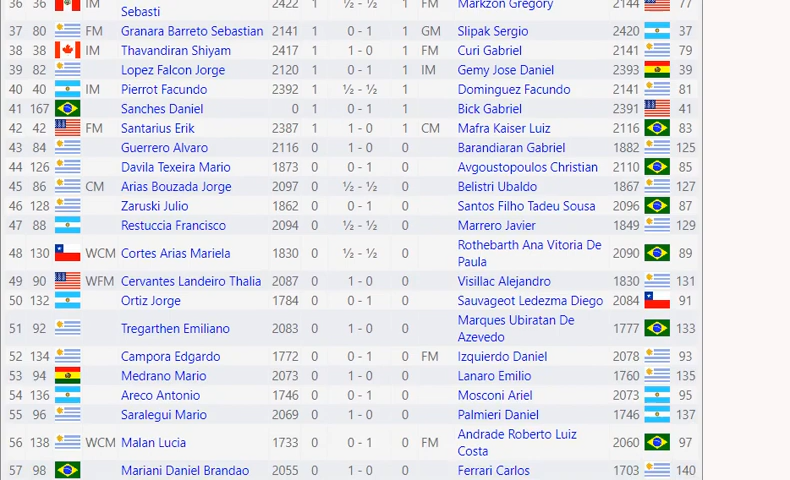 36 36 IM Sebasti 2422 1 ½ - ½ 1 FM Markzon Gregory 2144 77
37 80 FM Granara Barreto Sebastian 2141 1 0 - 1 1 GM Slipak Sergio 2420 37
38 38 IM Thavandiran Shiyam 2417 1 1 - 0 1 FM Curi Gabriel 2141 79
39 82 Lopez Falcon Jorge 2120 1 0 - 1 1 IM Gemy Jose Daniel 2393 39
40 40 IM Pierrot Facundo 2392 1 ½ - ½ 1 Dominguez Facundo 2141 81
41 167 Sanches Daniel 0 1 0 - 1 1 Bick Gabriel 2391 41
42 42 FM Santarius Erik 2387 1 1 - 0 1 CM Mafra Kaiser Luiz 2116 83
43 84 Guerrero Alvaro 2116 0 1 - 0 0 Barandiaran Gabriel 1882 125
44 126 Davila Texeira Mario 1873 0 0 - 1 0 Avgoustopoulos Christian 2110 85
45 86 CM Arias Bouzada Jorge 2097 0 ½ - ½ 0 Belistri Ubaldo 1867 127
46 128 Zaruski Julio 1862 0 0 - 1 0 Santos Filho Tadeu Sousa 2096 87
47 88 Restuccia Francisco 2094 0 ½ - ½ 0 Marrero Javier 1849 129
48 130 WCM Cortes Arias Mariela 1830 0 ½ - ½ 0 Rothebarth Ana Vitoria De
Paula 2090 89
49 90 WFM Cervantes Landeiro Thalia 2087 0 1 - 0 0 Visillac Alejandro 1830 131
50 132 Ortiz Jorge 1784 0 0 - 1 0 Sauvageot Ledezma Diego 2084 91
51 92 Tregarthen Emiliano 2083 0 1 - 0 0 Marques Ubiratan De
Azevedo 1777 133
52 134 Campora Edgardo 1772 0 0 - 1 0 FM Izquierdo Daniel 2078 93
53 94 Medrano Mario 2073 0 1 - 0 0 Lanaro Emilio 1760 135
54 136 Areco Antonio 1746 0 0 - 1 0 Mosconi Ariel 2073 95
55 96 Saralegui Mario 2069 0 1 - 0 0 Palmieri Daniel 1746 137
56 138 WCM Malan Lucia 1733 0 0 - 1 0 FM Andrade Roberto Luiz
Costa 2060 97
57 98 Mariani Daniel Brandao 2055 0 1 - 0 0 Ferrari Carlos 1703 140